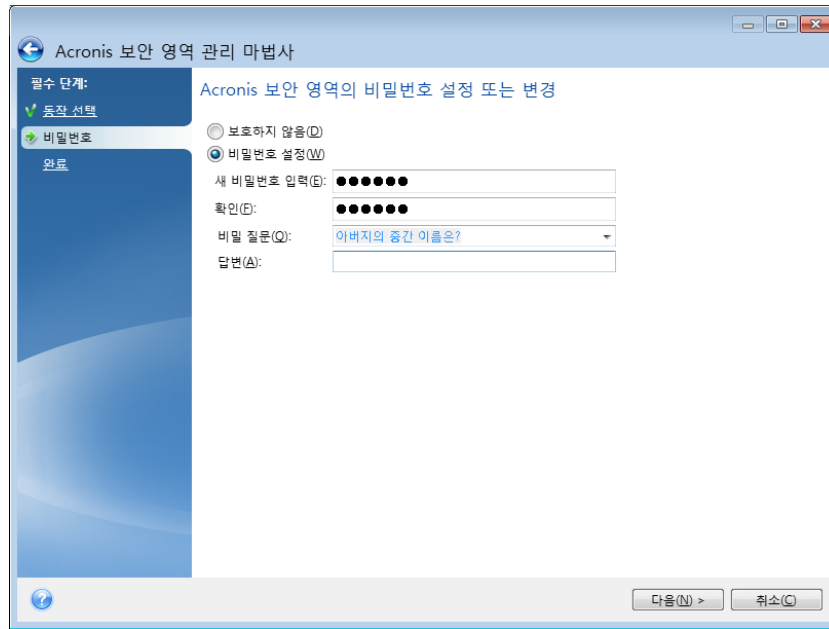 Acronis 보안 영역 관리 마법사
필수 단계:
동작 선택
비밀번호
완료
Acronis 보안 영역의 비밀번호 설정 또는 변경
보호하지 않음(D)
비밀번호 설정(W)
새 비밀번호 입력(E): ●●●●●●
확인(F): ●●●●●●
비밀 질문(Q): 아버지의 중간 이름은?
답변(A):
다음(N) > 취소(C)